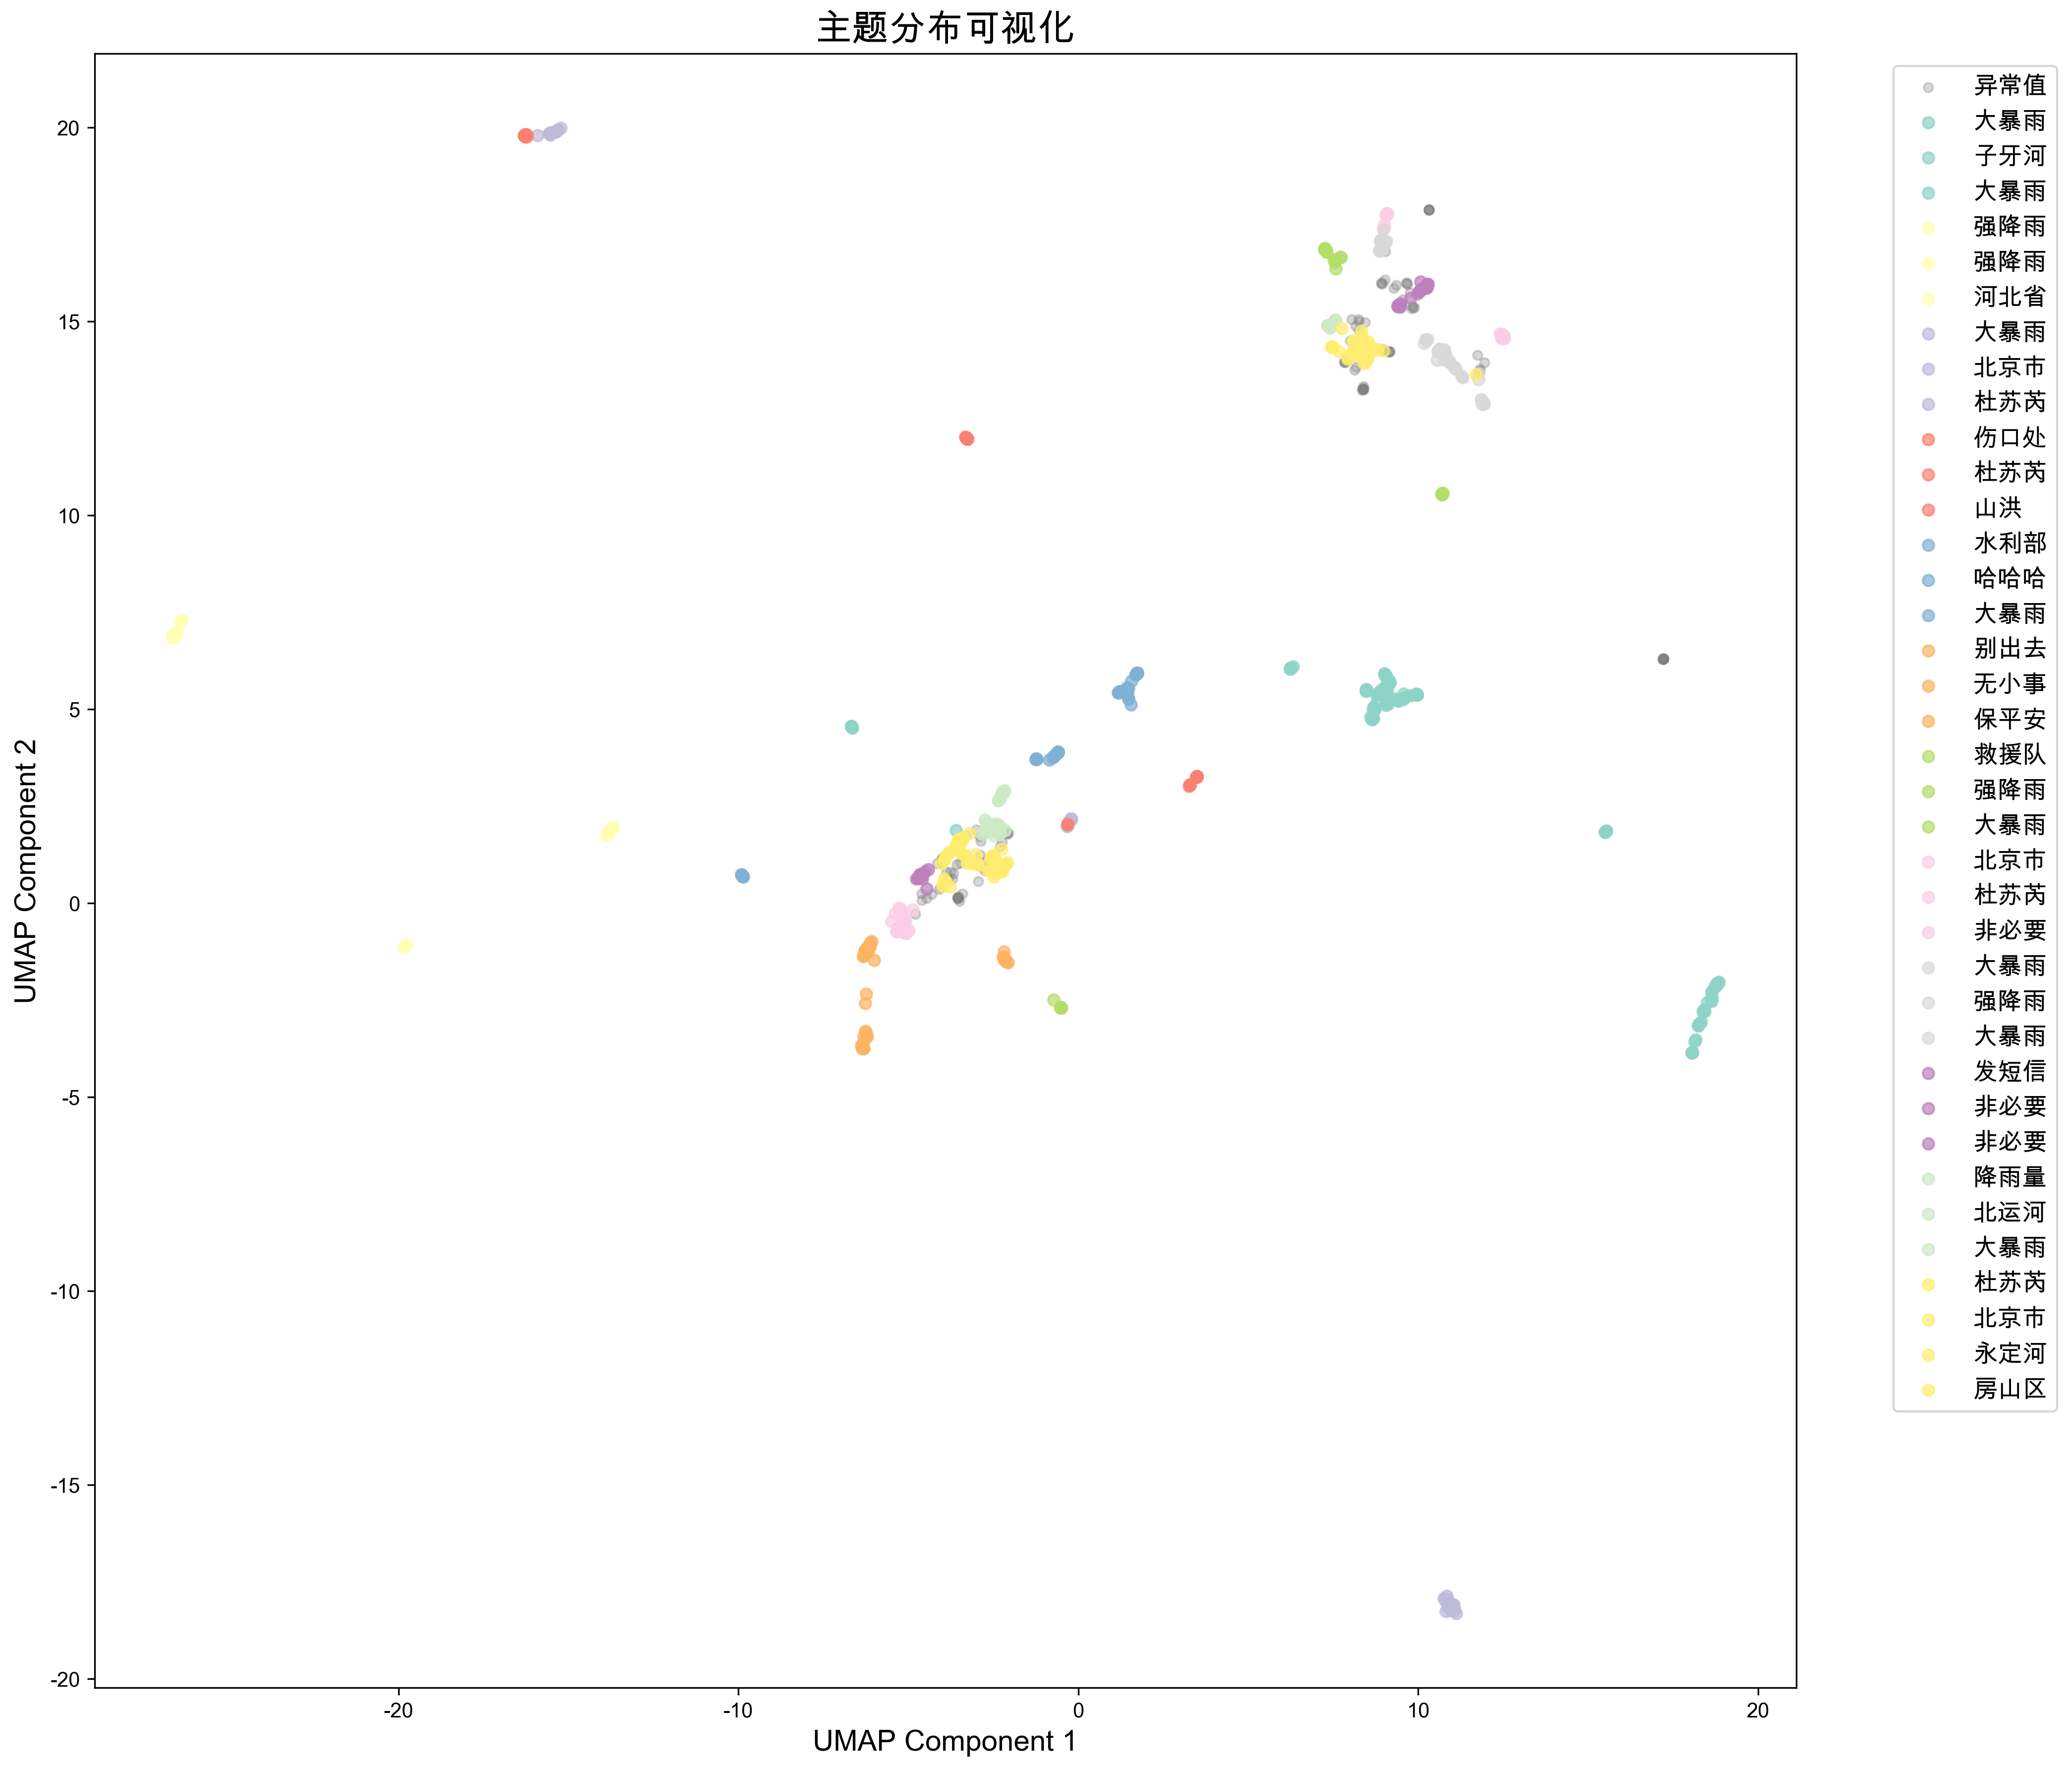 主题分布可视化
UMAP Component 2
20
15
10
5
0
-5
-10
-15
-20
-20
-10
0
10
20
UMAP Component 1
异常值
大暴雨
子牙河
大暴雨
强降雨
强降雨
河北省
大暴雨
北京市
杜苏芮
伤口处
杜苏芮
山洪
水利部
哈哈哈
大暴雨
别出去
无小事
保平安
救援队
强降雨
大暴雨
北京市
杜苏芮
非必要
大暴雨
强降雨
大暴雨
发短信
非必要
非必要
降雨量
北运河
大暴雨
杜苏芮
北京市
永定河
房山区